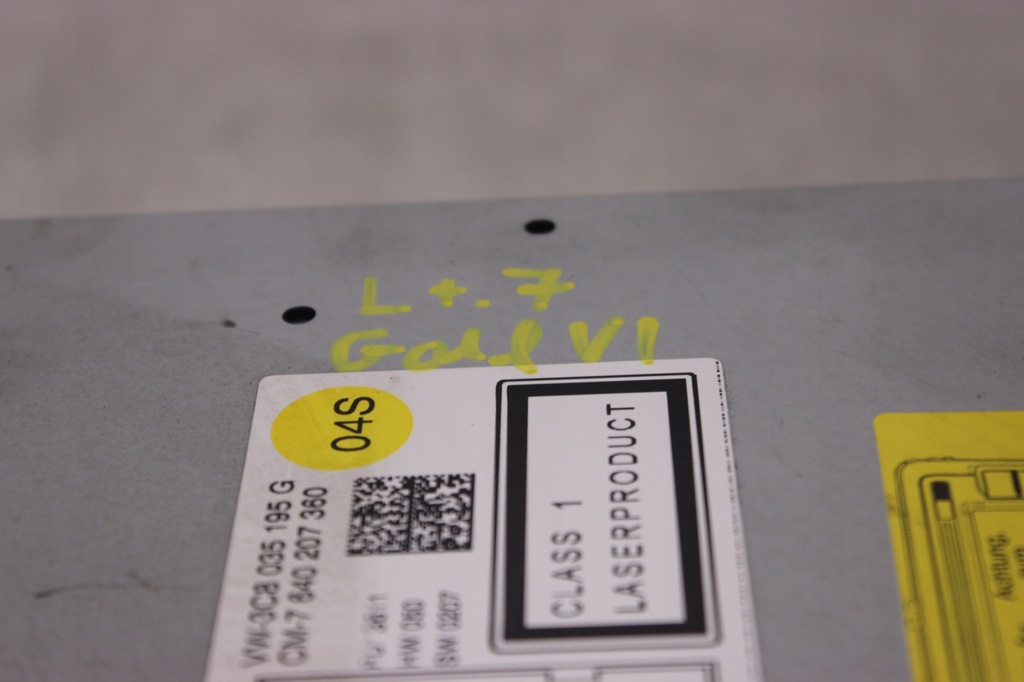 L+.7
Golf VI
04S
VW-3C8 035 195 G
CM-7 640 207 360
HW 060
SW 0207
CLASS 1
LASERPRODUCT
Achtung.